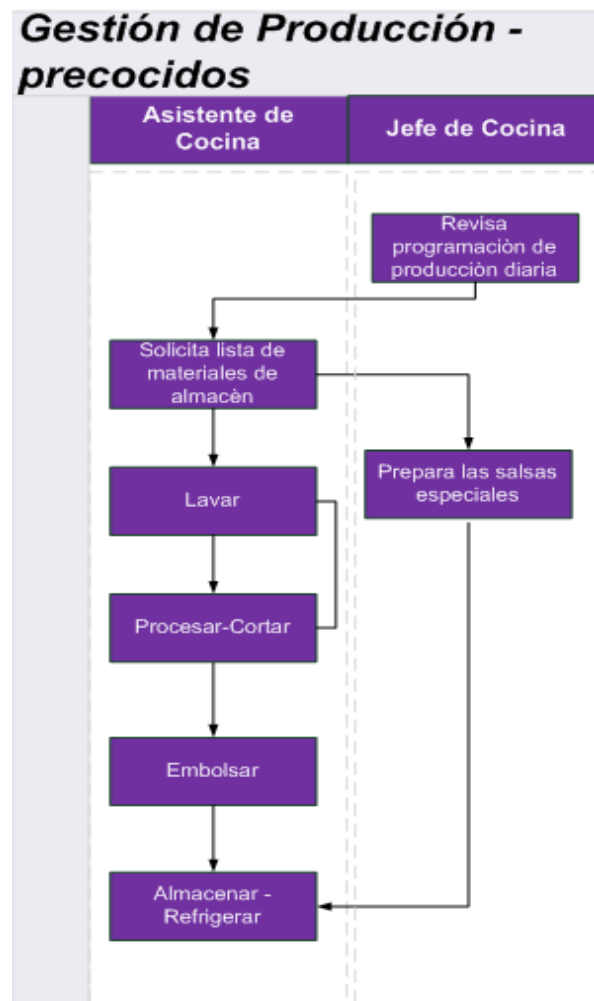 Gestión de Producción -
precocidos
Asistente de
Cocina
Jefe de Cocina
Revisa
programaciòn de
producciòn diaria
Solicita lista de
materiales de
almacèn
Prepara las salsas
especiales
Lavar
Procesar-Cortar
Embolsar
Almacenar -
Refrigerar